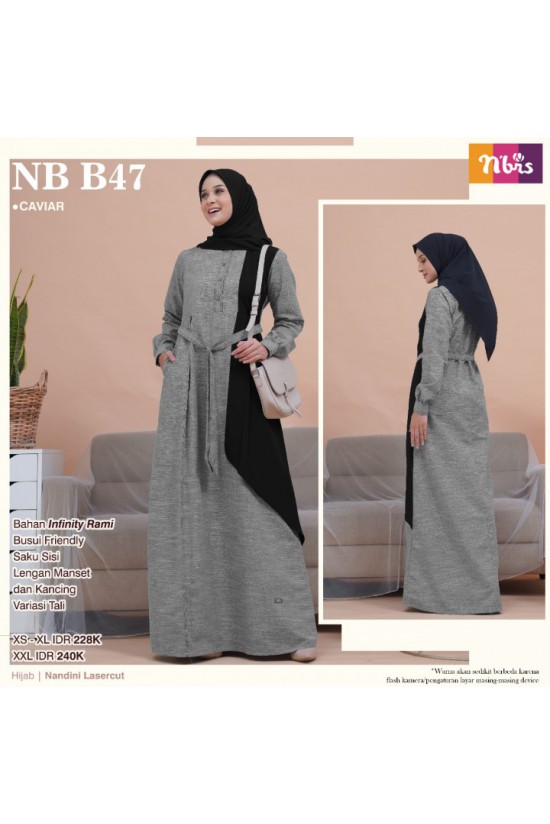 NB B47
•CAVIAR
Nbrs
Bahan Infinity Rami
Busui Friendly
Saku Sisi
Lengan Manset
dan Kancing
Variasi Tali
XS - XL IDR 228K
XXL IDR 240K
Hijab | Nandini Lasercut
*Warna akan sedikit berbeda karena
flash kamera/pengaturan layar masing-masing device